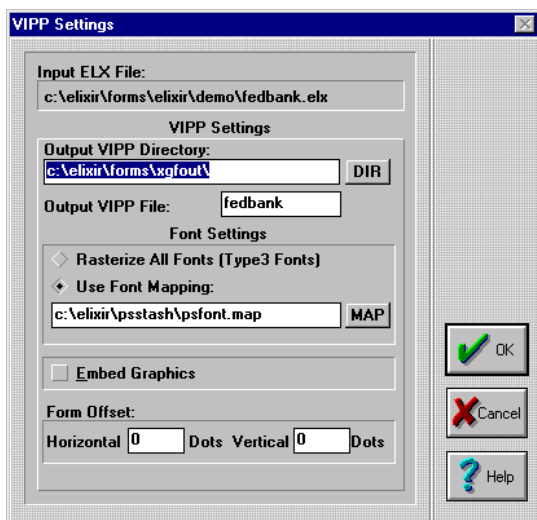 VIPP Settings
Input ELX File:
c:\elixir\forms\elixir\demo\fedbank.elx
VIPP Settings
Output VIPP Directory:
c:\elixir\forms\xgfout\ DIR
Output VIPP File: fedbank
Font Settings
Rasterize All Fonts (Type3 Fonts)
Use Font Mapping:
c:\elixir\psstash\psfont.map MAP
Embed Graphics
Form Offset:
Horizontal 0 Dots Vertical 0 Dots
OK
Cancel
Help